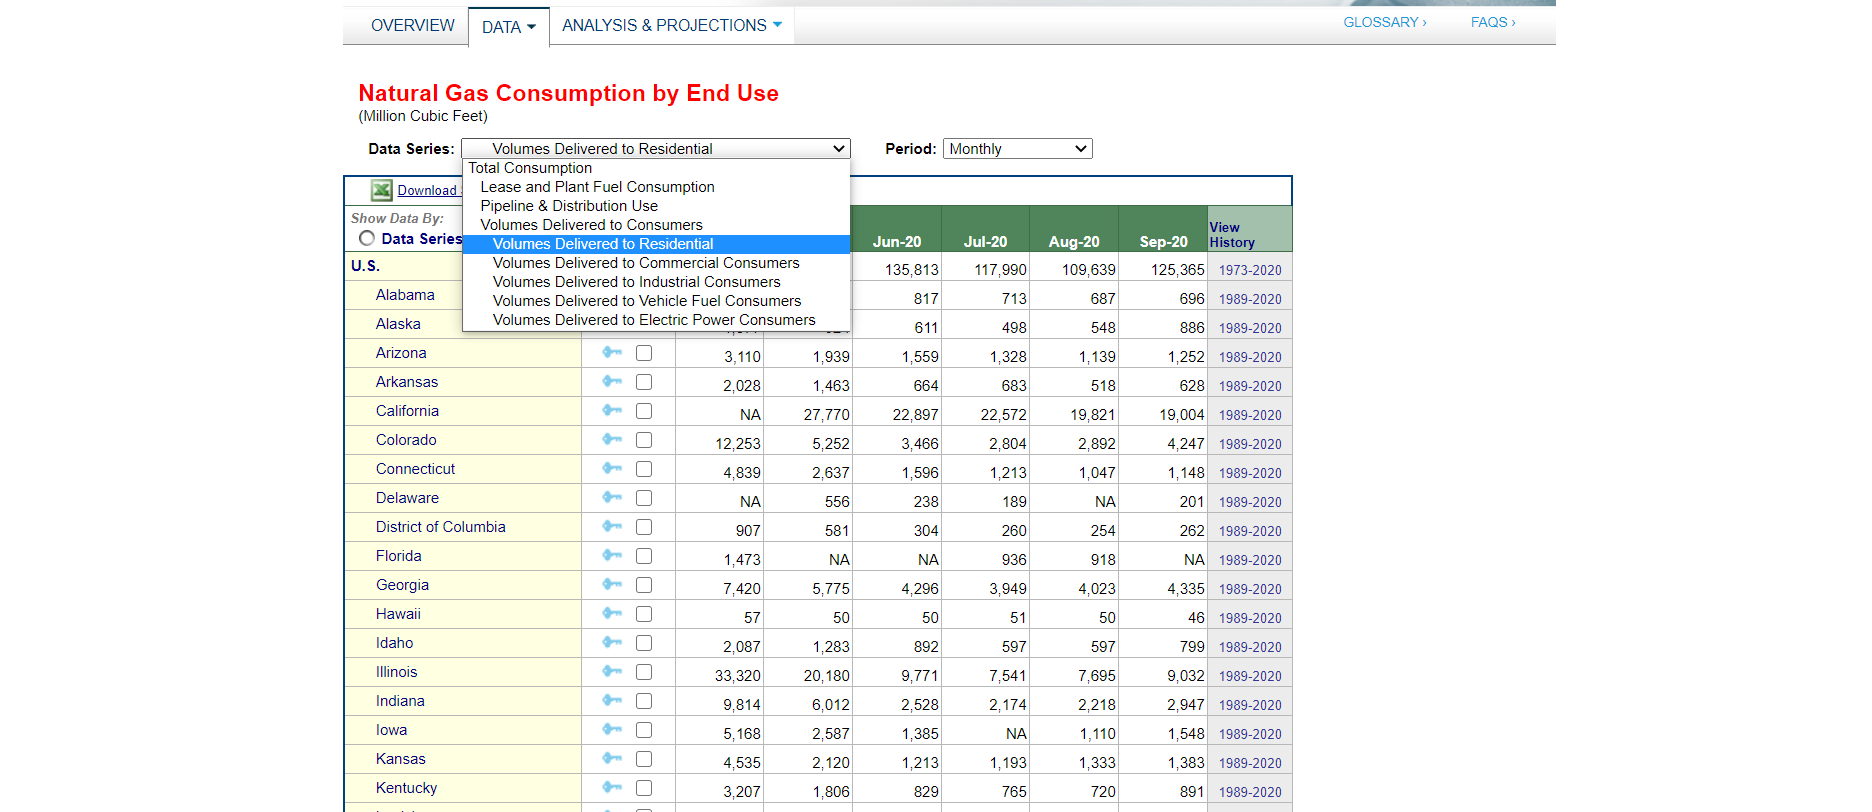 OVERVIEW DATA ANALYSIS & PROJECTIONS GLOSSARY › FAQS ›
Natural Gas Consumption by End Use
(Million Cubic Feet)
Data Series: Volumes Delivered to Residential Period: Monthly
Total Consumption
Lease and Plant Fuel Consumption
Pipeline & Distribution Use
Volumes Delivered to Consumers
Volumes Delivered to Residential
Volumes Delivered to Commercial Consumers
Volumes Delivered to Industrial Consumers
Volumes Delivered to Vehicle Fuel Consumers
Volumes Delivered to Electric Power Consumers
Download
Show Data By:
Data Series Jun-20 Jul-20 Aug-20 Sep-20 View History
U.S. 135,813 117,990 109,639 125,365 1973-2020
Alabama 817 713 687 696 1989-2020
Alaska 611 498 548 886 1989-2020
Arizona 3,110 1,939 1,559 1,328 1,139 1,252 1989-2020
Arkansas 2,028 1,463 664 683 518 628 1989-2020
California NA 27,770 22,897 22,572 19,821 19,004 1989-2020
Colorado 12,253 5,252 3,466 2,804 2,892 4,247 1989-2020
Connecticut 4,839 2,637 1,596 1,213 1,047 1,148 1989-2020
Delaware NA 556 238 189 NA 201 1989-2020
District of Columbia 907 581 304 260 254 262 1989-2020
Florida 1,473 NA NA 936 918 NA 1989-2020
Georgia 7,420 5,775 4,296 3,949 4,023 4,335 1989-2020
Hawaii 57 50 50 51 50 46 1989-2020
Idaho 2,087 1,283 892 597 597 799 1989-2020
Illinois 33,320 20,180 9,771 7,541 7,695 9,032 1989-2020
Indiana 9,814 6,012 2,528 2,174 2,218 2,947 1989-2020
Iowa 5,168 2,587 1,385 NA 1,110 1,548 1989-2020
Kansas 4,535 2,120 1,213 1,193 1,333 1,383 1989-2020
Kentucky 3,207 1,806 829 765 720 891 1989-2020